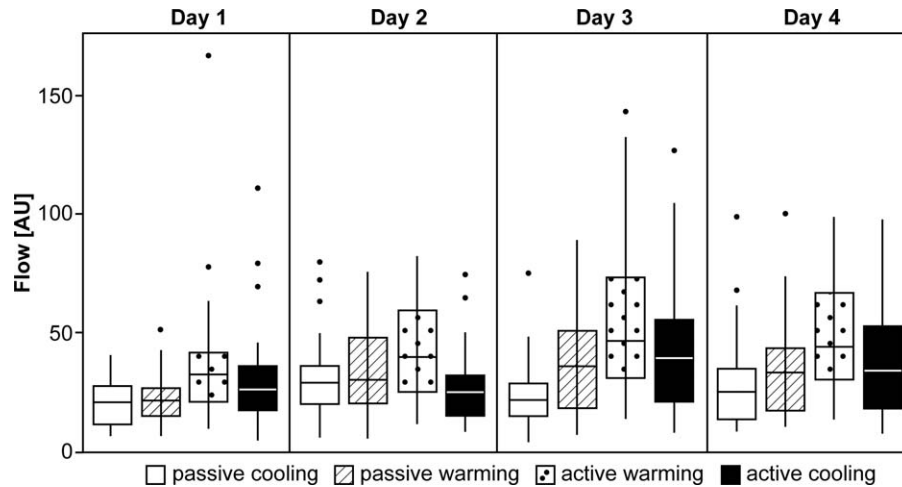 Day 1 Day 2 Day 3 Day 4
Flow [AU]
150
100
50
0
passive cooling passive warming active warming active cooling